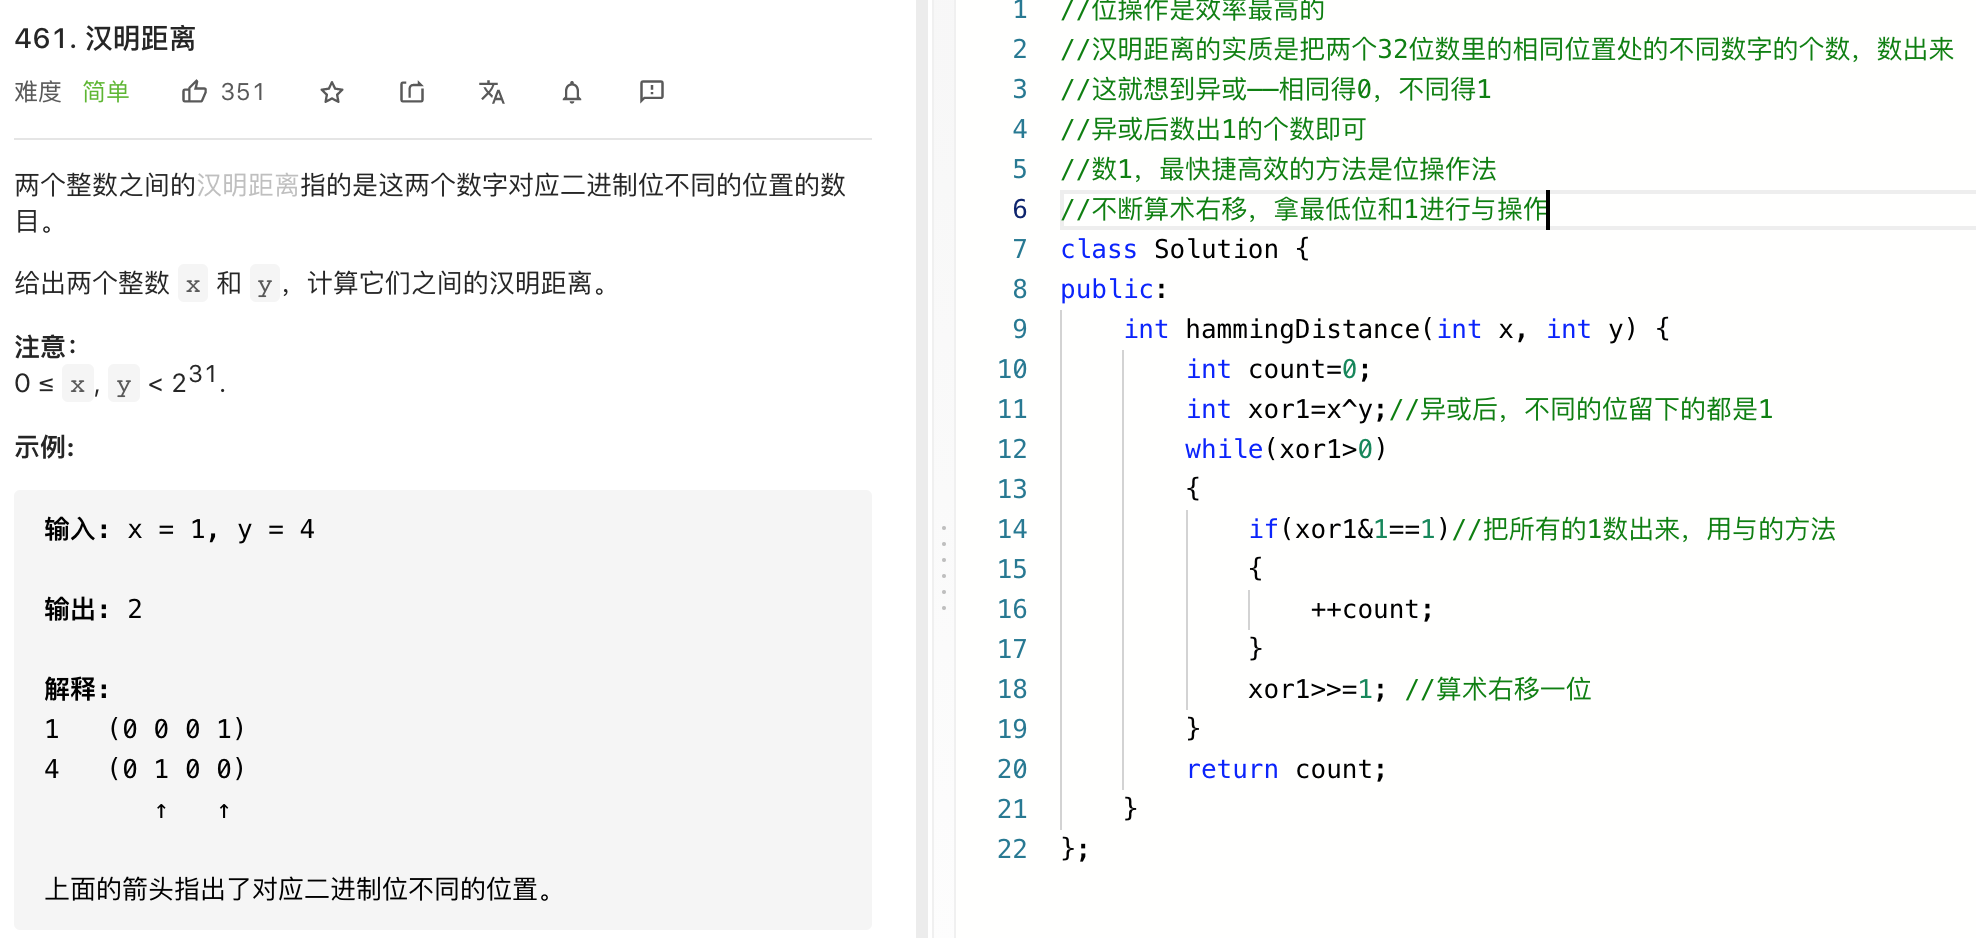 461. 汉明距离
难度 简单 351
两个整数之间的汉明距离指的是这两个数字对应二进制位不同的位置的数
目。
给出两个整数 x 和 y，计算它们之间的汉明距离。
注意：
0 ≤ x, y < 2³¹.
示例:
输入: x = 1, y = 4
输出: 2
解释:
1   (0 0 0 1)
4   (0 1 0 0)
       ↑   ↑
上面的箭头指出了对应二进制位不同的位置。
1 //位操作是效率最高的
2 //汉明距离的实质是把两个32位数里的相同位置处的不同数字的个数，数出来
3 //这就想到异或——相同得0，不同得1
4 //异或后数出1的个数即可
5 //数1，最快捷高效的方法是位操作法
6 //不断算术右移，拿最低位和1进行与操作
7 class Solution {
8 public:
9     int hammingDistance(int x, int y) {
10         int count=0;
11         int xor1=x^y;//异或后，不同的位留下的都是1
12         while(xor1>0)
13         {
14             if(xor1&1==1)//把所有的1数出来，用与的方法
15             {
16                 ++count;
17             }
18             xor1>>=1; //算术右移一位
19         }
20         return count;
21     }
22 };